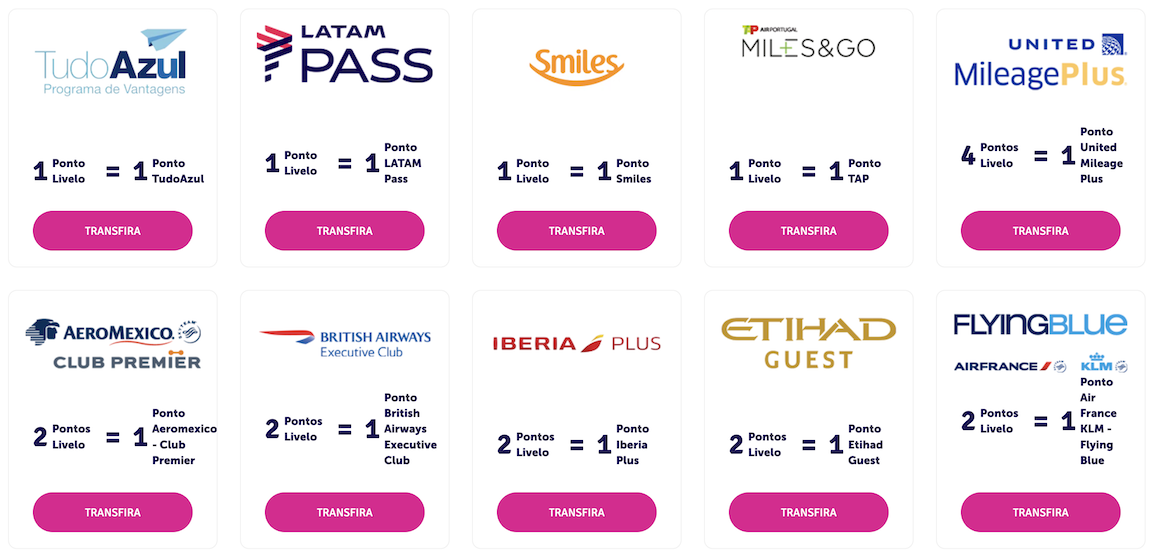 TudoAzul
Programa de Vantagens
1 Ponto Livelo = 1 Ponto TudoAzul
TRANSFIRA
LATAM
PASS
1 Ponto Livelo = 1 Ponto LATAM Pass
TRANSFIRA
Smiles
1 Ponto Livelo = 1 Ponto Smiles
TRANSFIRA
TAP AIR PORTUGAL
MILES&GO
1 Ponto Livelo = 1 Ponto TAP
TRANSFIRA
UNITED
MileagePlus
4 Pontos Livelo = 1 Ponto United Mileage Plus
TRANSFIRA
AEROMEXICO.
CLUB PREMIER
2 Pontos Livelo = 1 Ponto Aeromexico - Club Premier
TRANSFIRA
BRITISH AIRWAYS
Executive Club
2 Pontos Livelo = 1 Ponto British Airways Executive Club
TRANSFIRA
IBERIA PLUS
2 Pontos Livelo = 1 Ponto Iberia Plus
TRANSFIRA
ETIHAD
GUEST
2 Pontos Livelo = 1 Ponto Etihad Guest
TRANSFIRA
FLYINGBLUE
AIRFRANCE KLM
2 Pontos Livelo = 1 Ponto Air France KLM - Flying Blue
TRANSFIRA